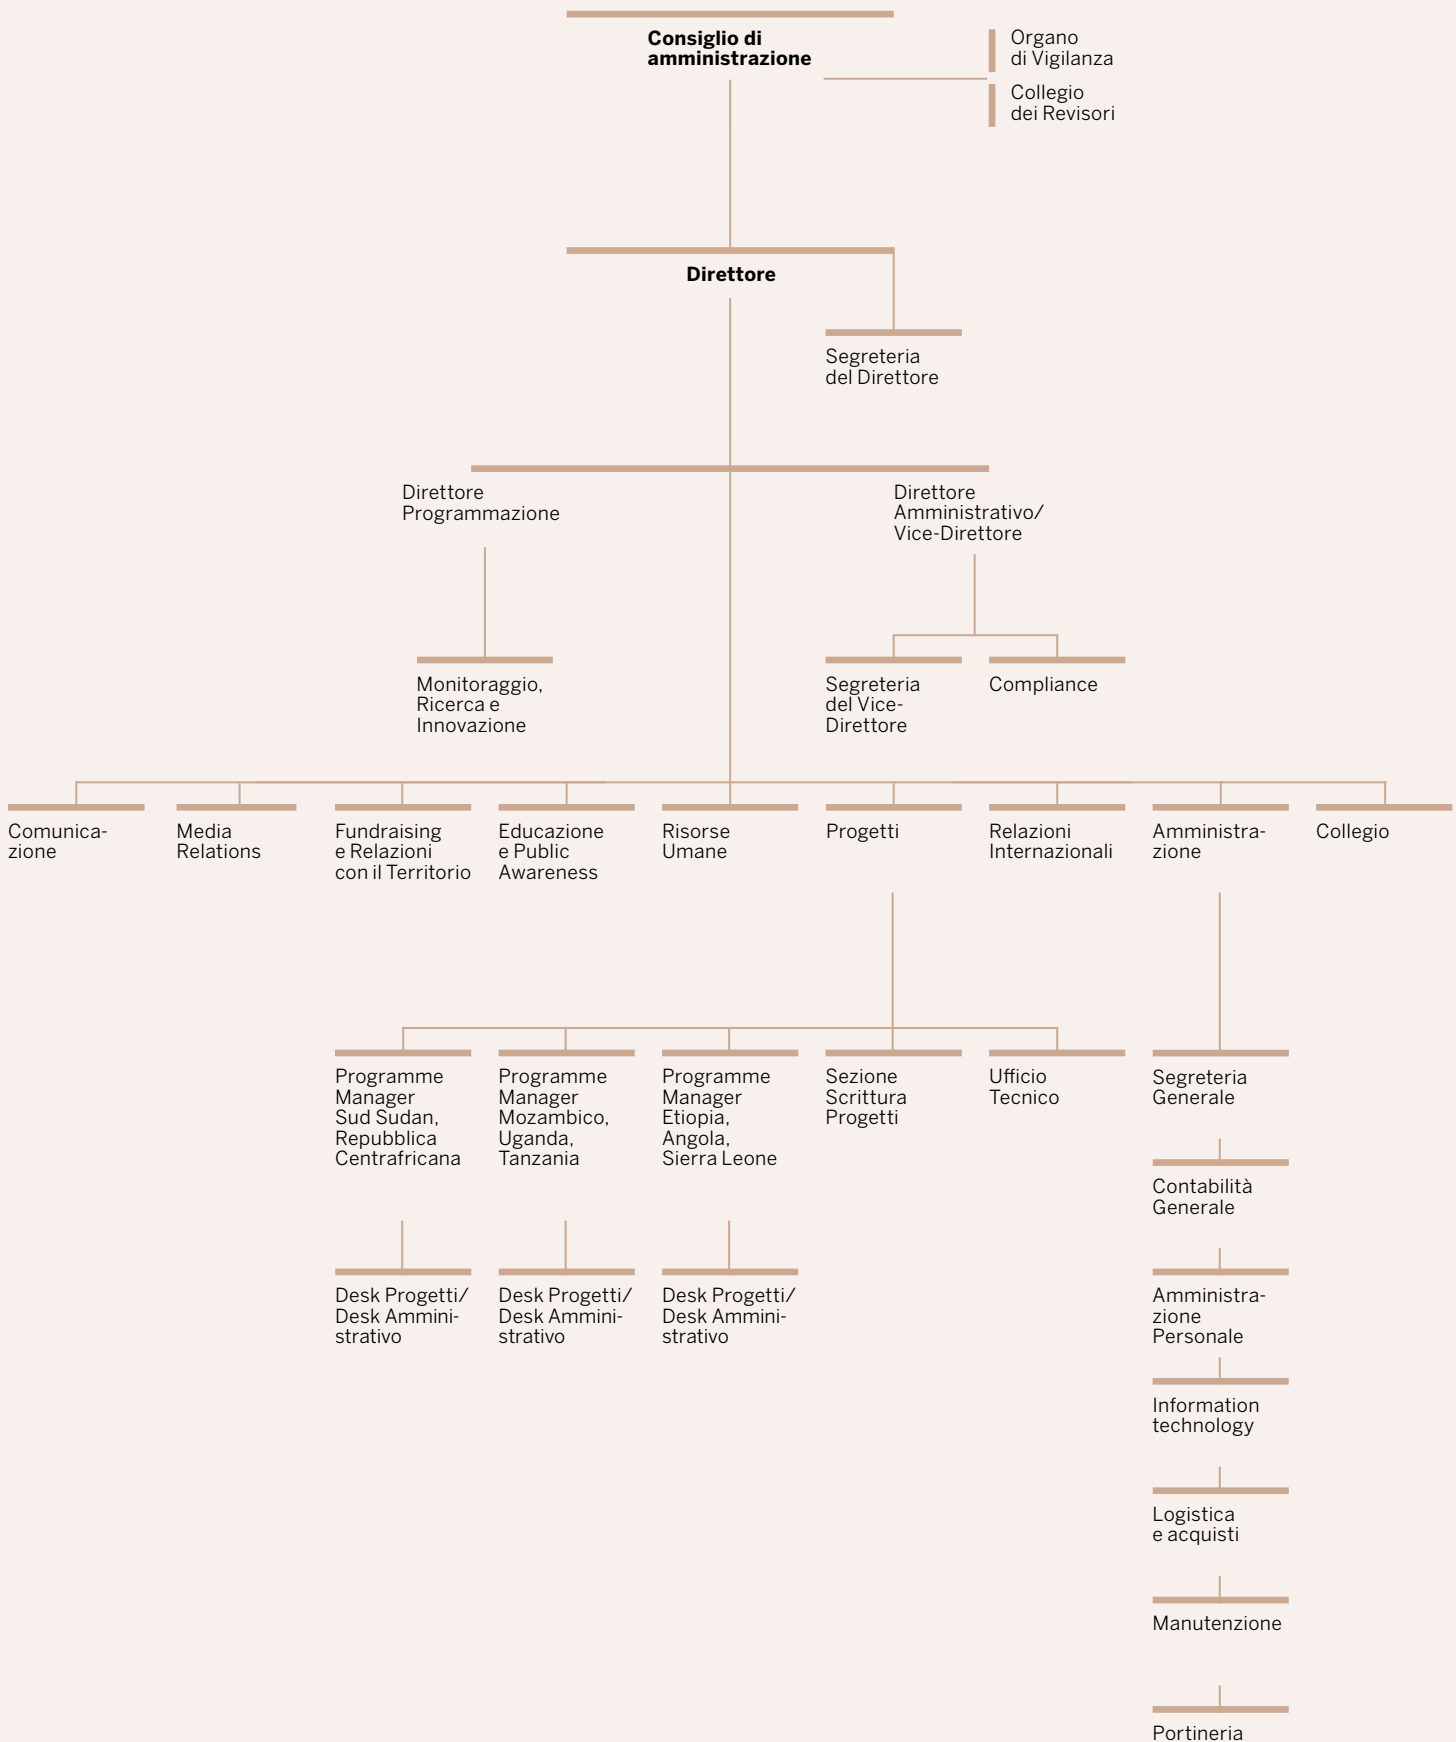 Consiglio di
amministrazione
Organo
di Vigilanza
Collegio
dei Revisori
Direttore
Segreteria
del Direttore
Direttore
Programmazione
Direttore
Amministrativo/
Vice-Direttore
Monitoraggio,
Ricerca e
Innovazione
Segreteria
del Vice-
Direttore
Compliance
Comunica-
zione
Media
Relations
Fundraising
e Relazioni
con il Territorio
Educazione
e Public
Awareness
Risorse
Umane
Progetti
Relazioni
Internazionali
Amministra-
zione
Collegio
Programme
Manager
Sud Sudan,
Repubblica
Centrafricana
Programme
Manager
Mozambico,
Uganda,
Tanzania
Programme
Manager
Etiopia,
Angola,
Sierra Leone
Sezione
Scrittura
Progetti
Ufficio
Tecnico
Segreteria
Generale
Contabilità
Generale
Desk Progetti/
Desk Ammini-
strativo
Desk Progetti/
Desk Ammini-
strativo
Desk Progetti/
Desk Ammini-
strativo
Amministra-
zione
Personale
Information
technology
Logistica
e acquisti
Manutenzione
Portineria